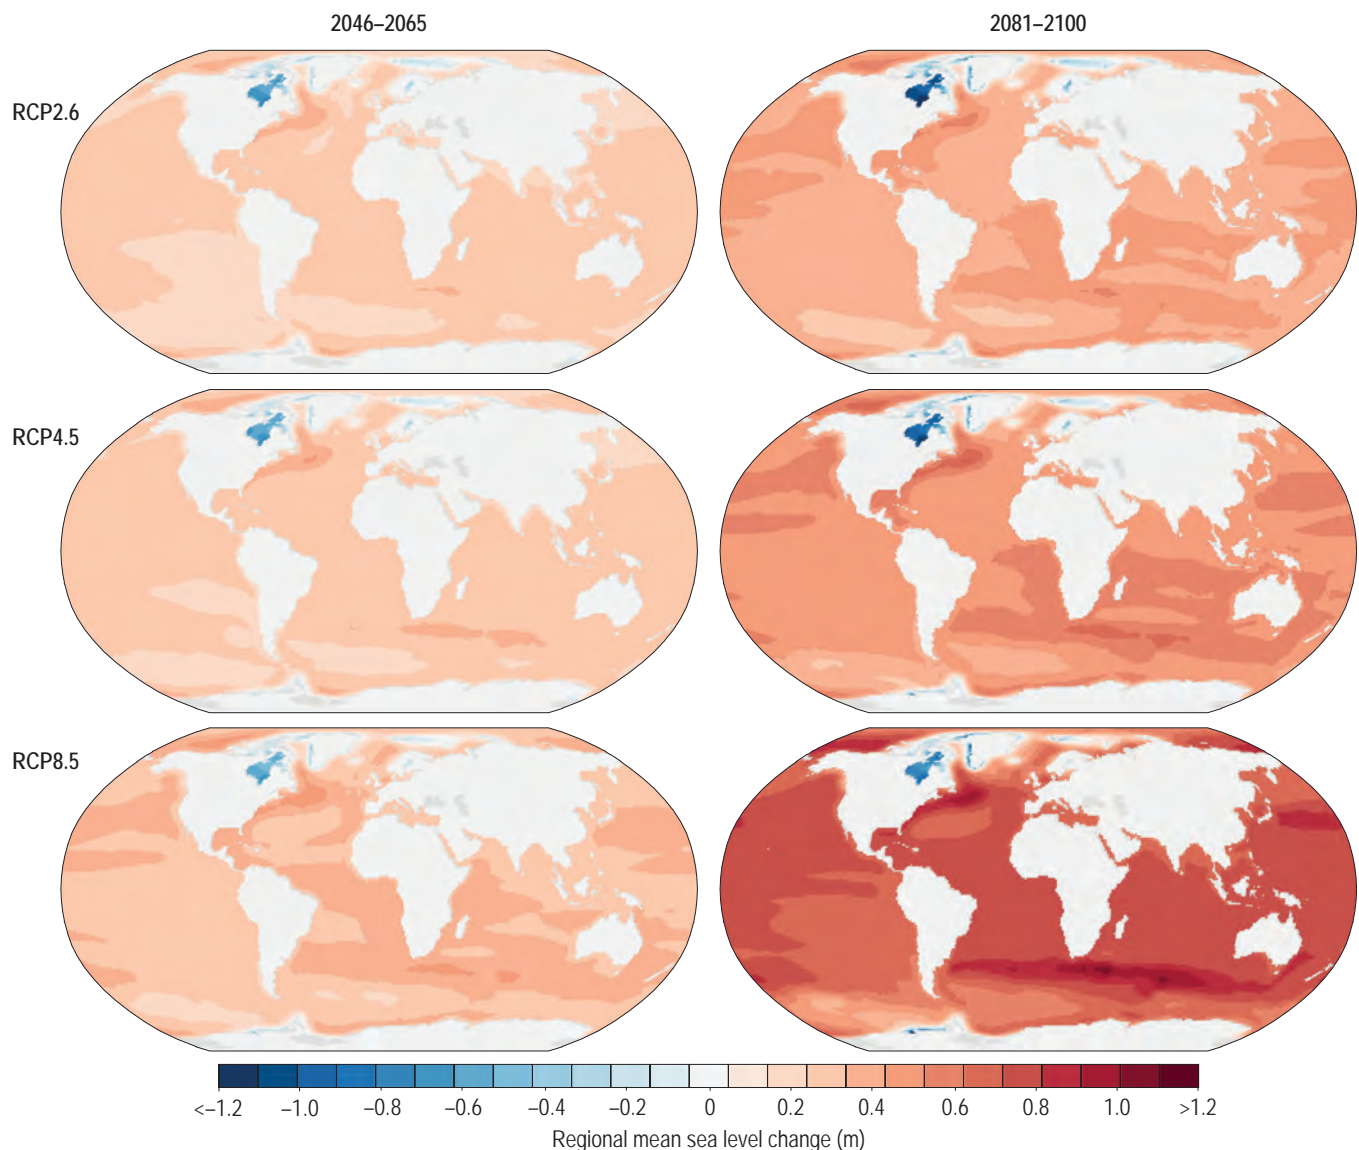 2046–2065 2081–2100
RCP2.6
RCP4.5
RCP8.5
<–1.2 –1.0 –0.8 –0.6 –0.4 –0.2 0 0.2 0.4 0.6 0.8 1.0 >1.2
Regional mean sea level change (m)